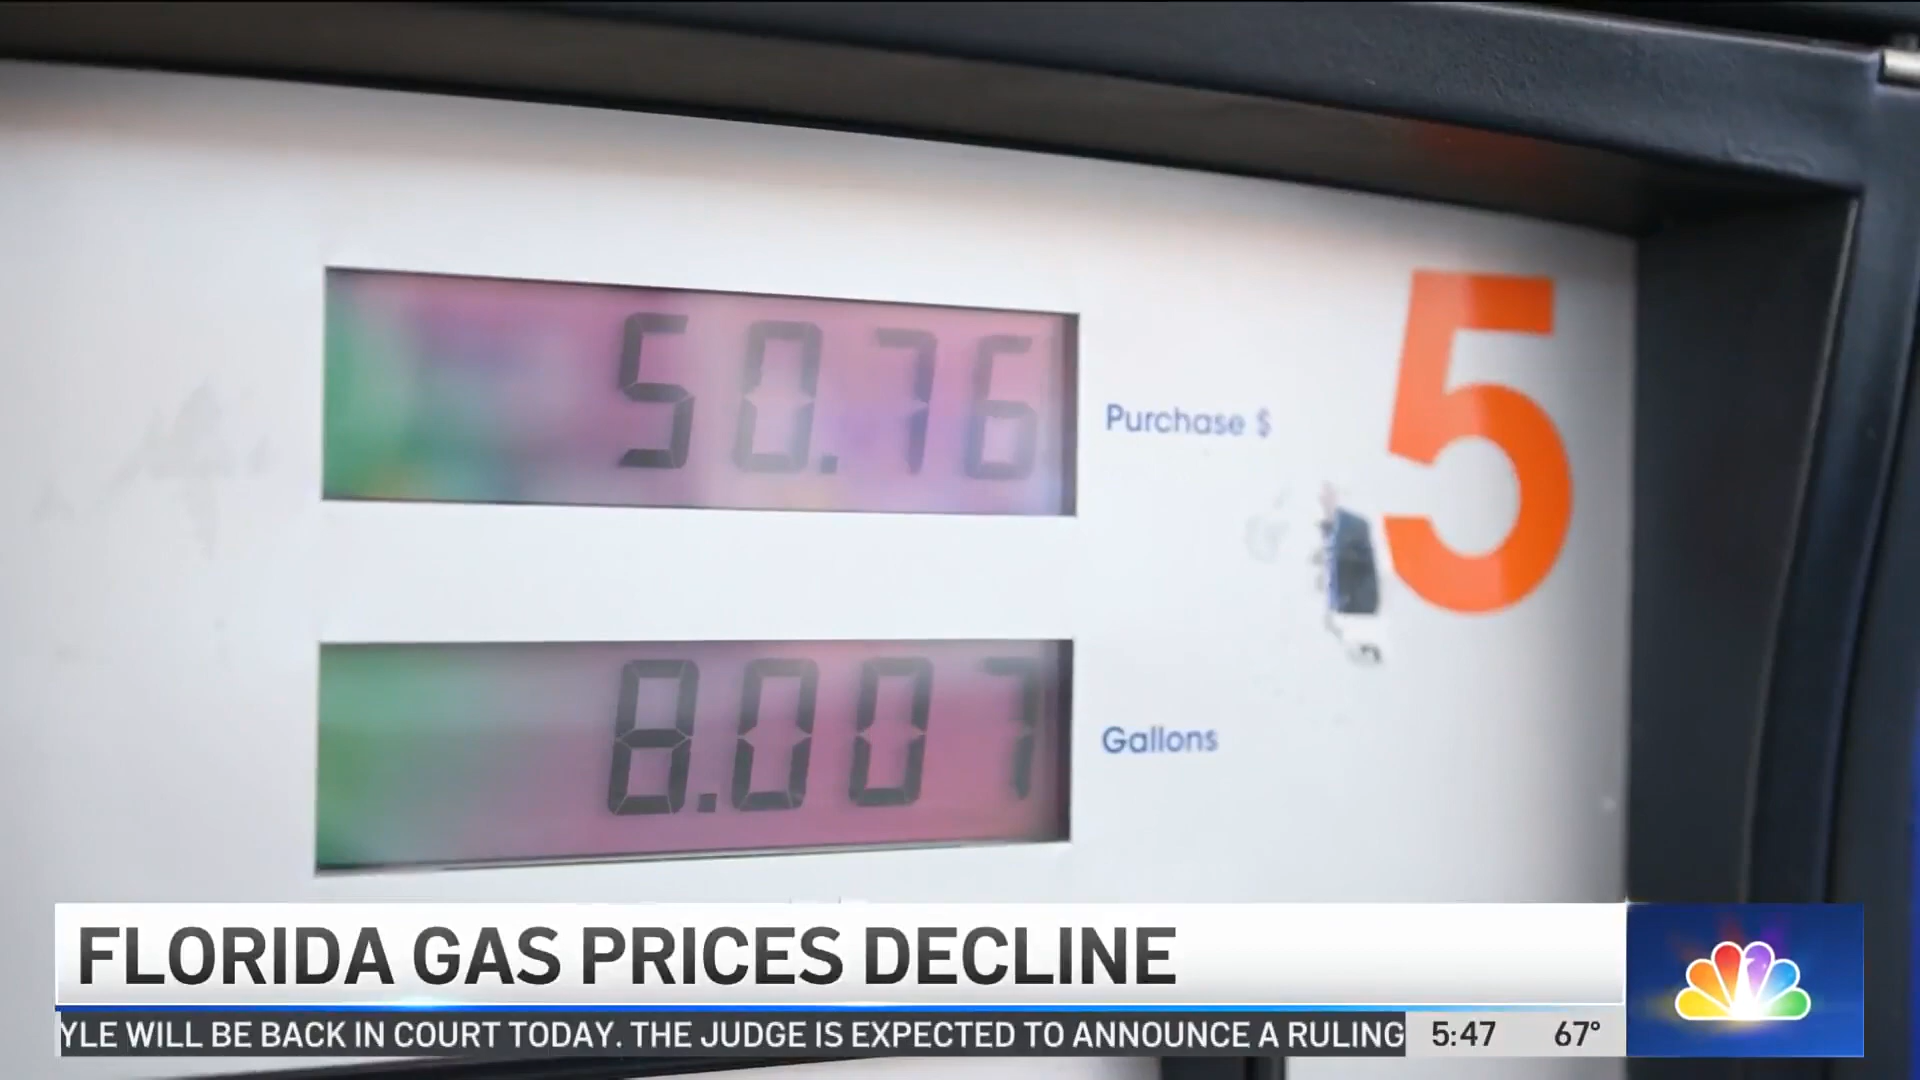 50.76
Purchase $
5
8.007
Gallons
FLORIDA GAS PRICES DECLINE
YLE WILL BE BACK IN COURT TODAY. THE JUDGE IS EXPECTED TO ANNOUNCE A RULING
5:47 67°